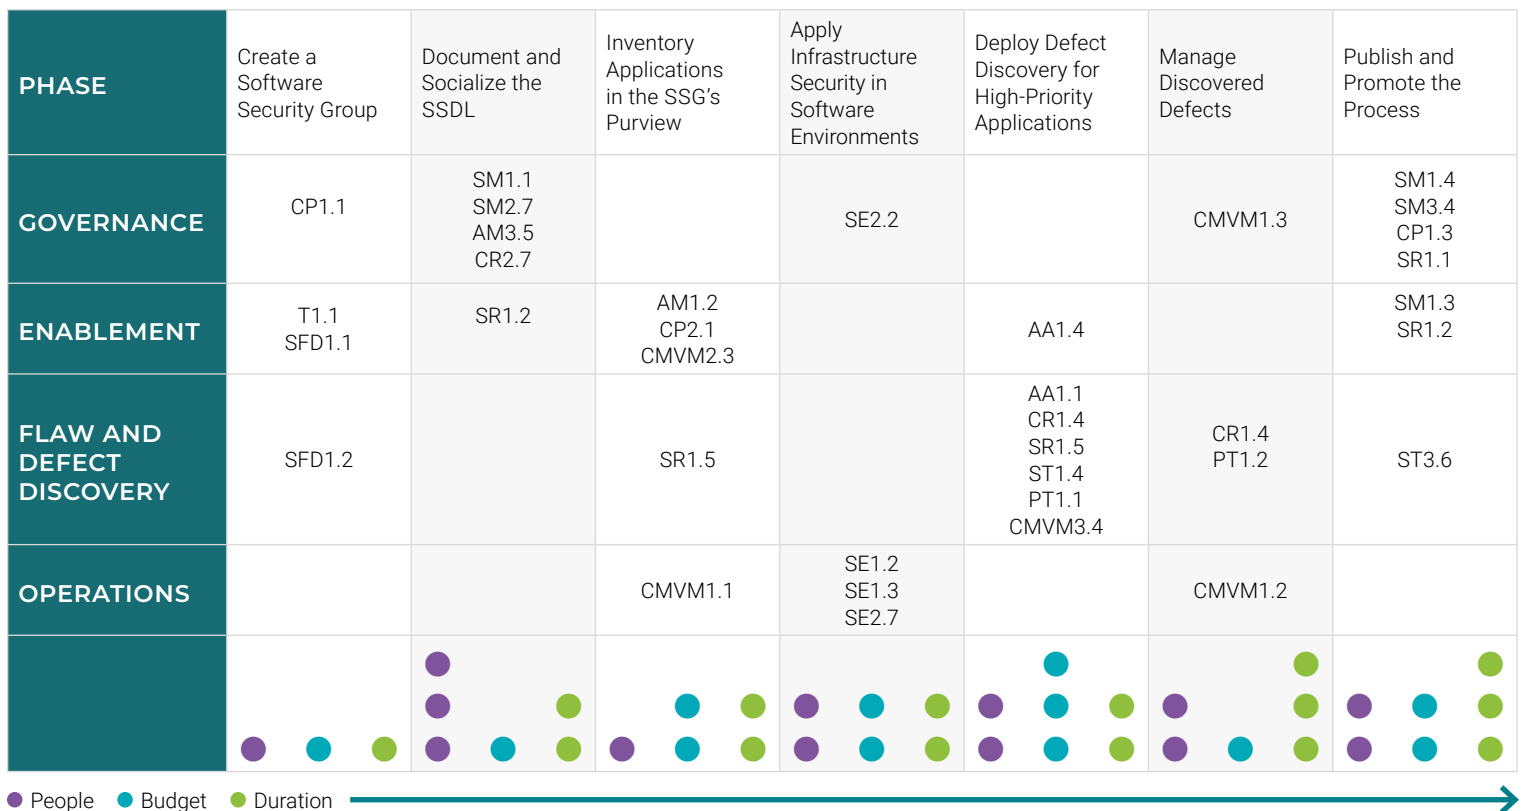 PHASE
Create a
Software
Security Group
Document and
Socialize the
SSDL
Inventory
Applications
in the SSG's
Purview
Apply
Infrastructure
Security in
Software
Environments
Deploy Defect
Discovery for
High-Priority
Applications
Manage
Discovered
Defects
Publish and
Promote the
Process
GOVERNANCE
CP1.1
SM1.1
SM2.7
AM3.5
CR2.7
SE2.2
CMVM1.3
SM1.4
SM3.4
CP1.3
SR1.1
ENABLEMENT
T1.1
SFD1.1
SR1.2
AM1.2
CP2.1
CMVM2.3
AA1.4
SM1.3
SR1.2
FLAW AND
DEFECT
DISCOVERY
SFD1.2
SR1.5
AA1.1
CR1.4
SR1.5
ST1.4
PT1.1
CMVM3.4
CR1.4
PT1.2
ST3.6
OPERATIONS
CMVM1.1
SE1.2
SE1.3
SE2.7
CMVM1.2
People Budget Duration